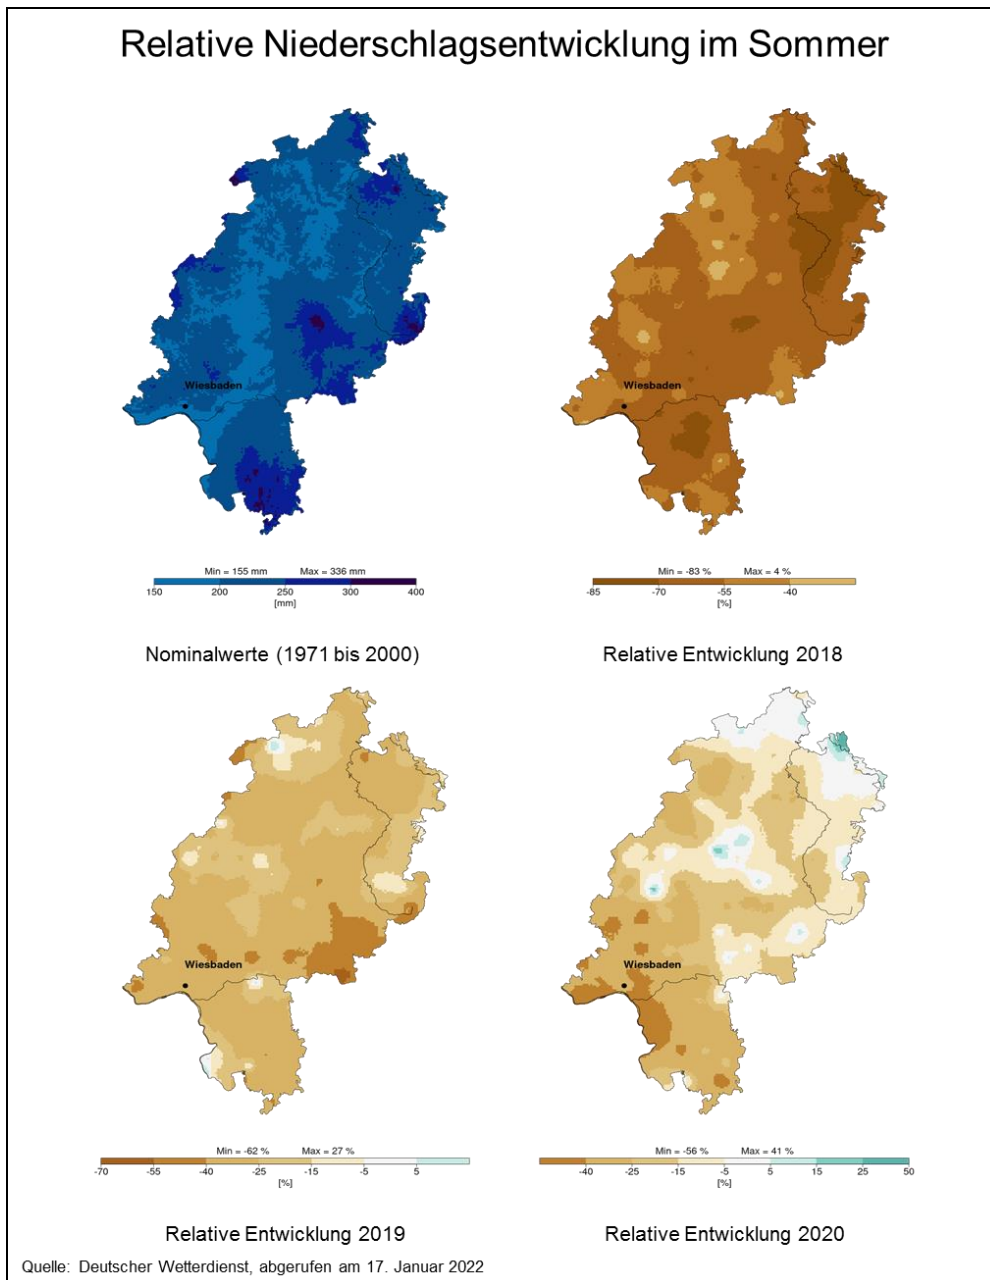 Relative Niederschlagsentwicklung im Sommer
Wiesbaden
Wiesbaden
Min = 155 mm Max = 336 mm
150 200 250 300 400
[mm]
Min = -83 % Max = 4 %
-85 -70 -55 -40
[%]
Nominalwerte (1971 bis 2000)
Relative Entwicklung 2018
Wiesbaden
Wiesbaden
Min = -62 % Max = 27 %
-70 -55 -40 -25 -15 -5 5
[%]
Min = -56 % Max = 41 %
-40 -25 -15 -5 5 15 25 50
[%]
Relative Entwicklung 2019
Relative Entwicklung 2020
Quelle: Deutscher Wetterdienst, abgerufen am 17. Januar 2022